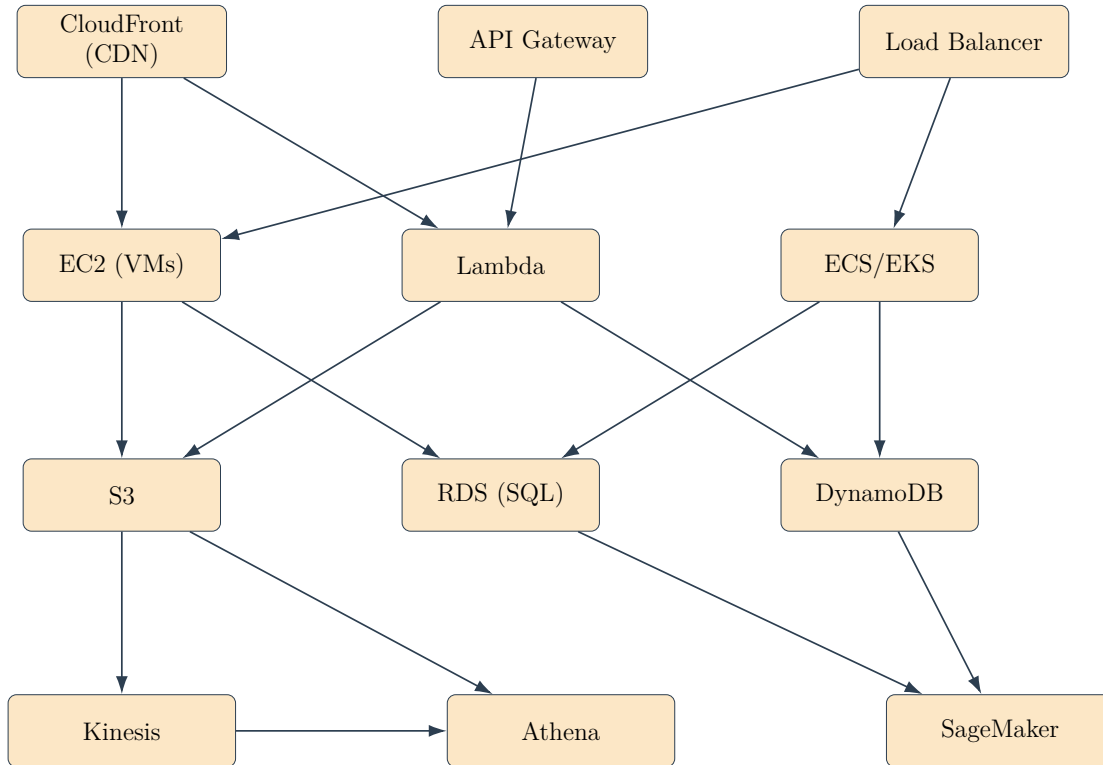 CloudFront
(CDN)
API Gateway
Load Balancer
EC2 (VMs)
Lambda
ECS/EKS
S3
RDS (SQL)
DynamoDB
Kinesis
Athena
SageMaker